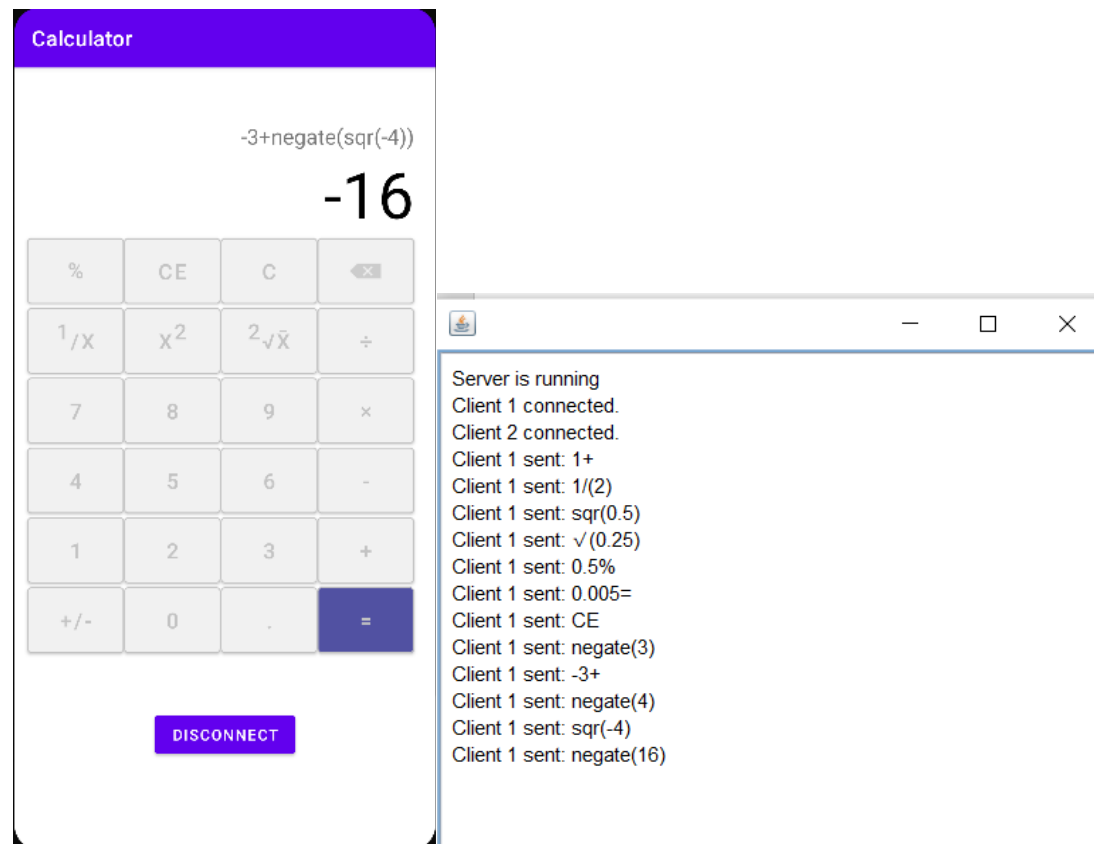 Calculator
-3+negate(sqr(-4))
-16
% CE C
1/X X² ²√X̄ ÷
7 8 9 ×
4 5 6 -
1 2 3 +
+/- 0 . =
DISCONNECT
Server is running
Client 1 connected.
Client 2 connected.
Client 1 sent: 1+
Client 1 sent: 1/(2)
Client 1 sent: sqr(0.5)
Client 1 sent: √(0.25)
Client 1 sent: 0.5%
Client 1 sent: 0.005=
Client 1 sent: CE
Client 1 sent: negate(3)
Client 1 sent: -3+
Client 1 sent: negate(4)
Client 1 sent: sqr(-4)
Client 1 sent: negate(16)